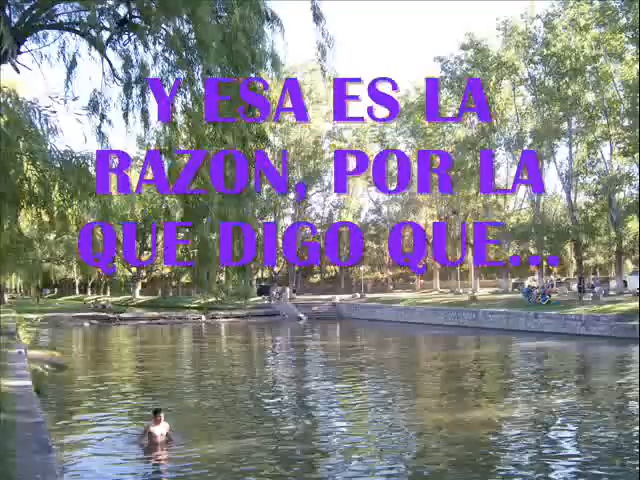 Y ESA ES LA
RAZON, POR LA
QUE DIGO QUE...